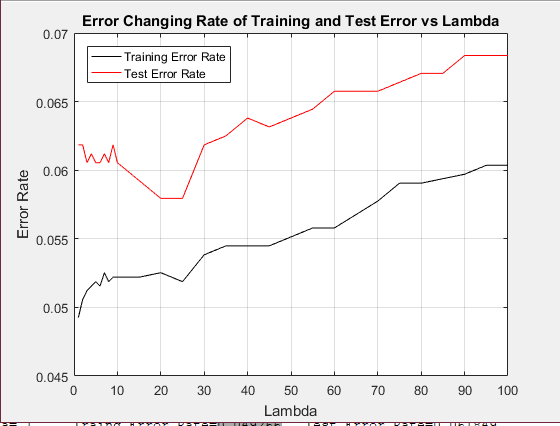 Error Changing Rate of Training and Test Error vs Lambda
0.07
Training Error Rate
Test Error Rate
0.065
0.06
Error Rate
0.055
0.05
0.045
0 10 20 30 40 50 60 70 80 90 100
Lambda